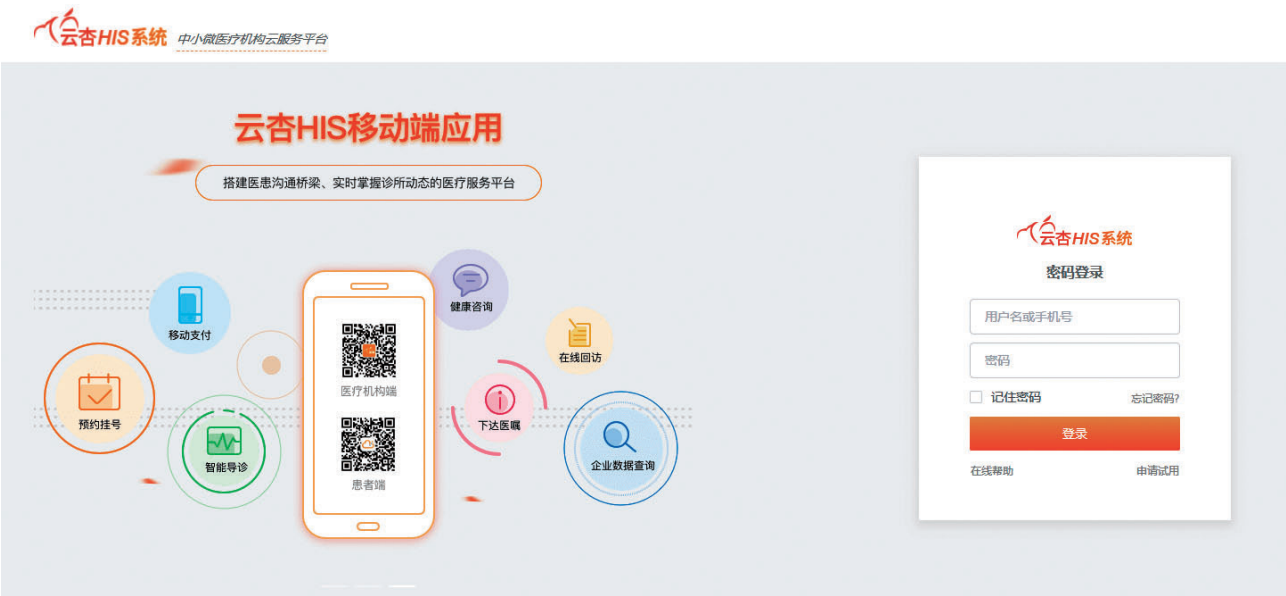 云杏HIS系统 中小微医疗机构云服务平台
云杏HIS移动端应用
搭建医患沟通桥梁、实时掌握诊所动态的医疗服务平台
移动支付
健康咨询
在线回访
预约挂号
智能导诊
医疗机构端
患者端
下达医嘱
企业数据查询
云杏HIS系统
密码登录
用户名或手机号
密码
记住密码 忘记密码?
登录
在线帮助 申请试用